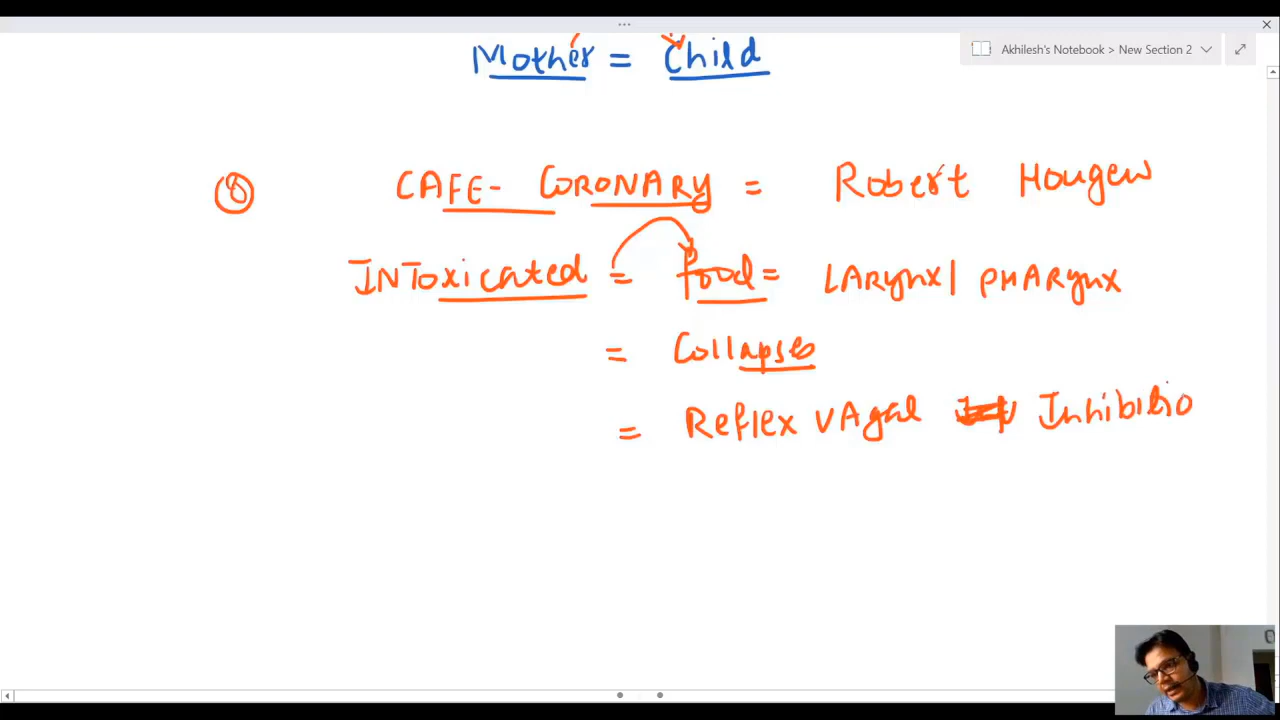 Akhilesh's Notebook > New Section 2
Mother = Child
8 CAFE-CORONARY = Robert Hougen
INToxicated = food = LARynx/ PHARynx
= Collapses
= Reflex VAgal Inhibitio